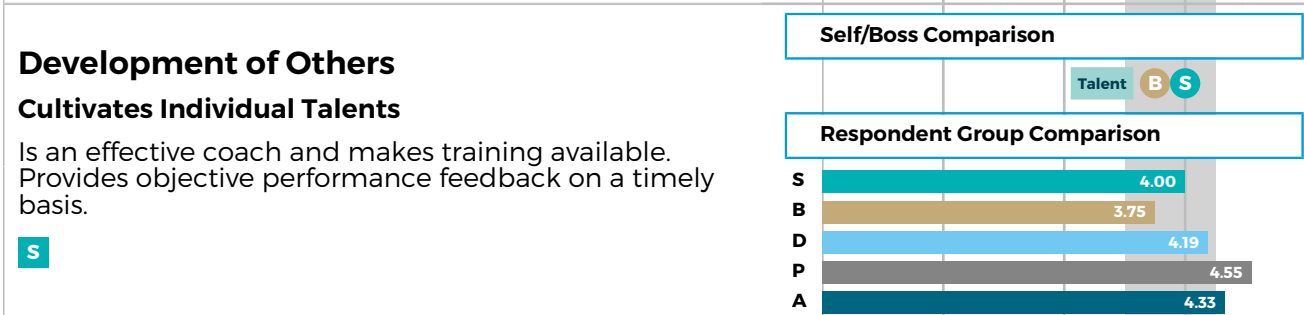 Development of Others
Cultivates Individual Talents
Is an effective coach and makes training available.
Provides objective performance feedback on a timely
basis.
S
Self/Boss Comparison
Talent B S
Respondent Group Comparison
S 4.00
B 3.75
D 4.19
P 4.55
A 4.33